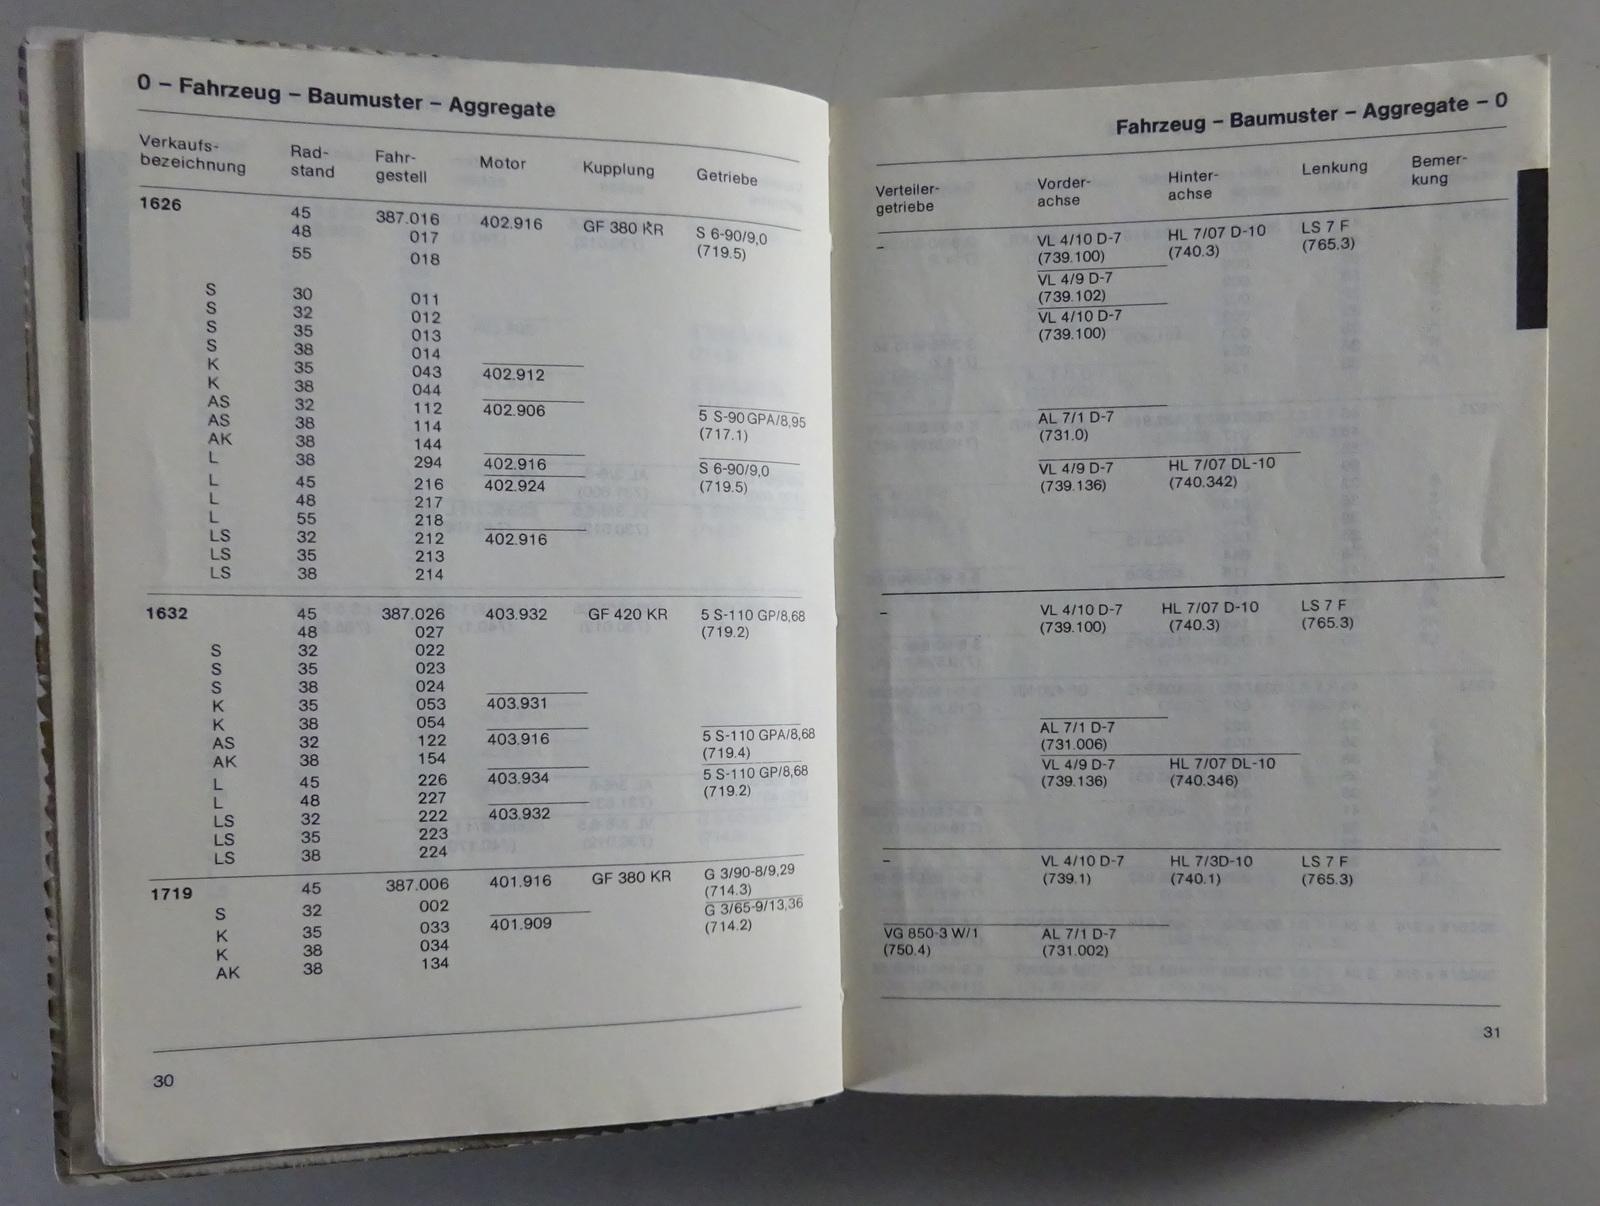 0 – Fahrzeug – Baumuster – Aggregate
Verkaufs- Rad- Fahr- Motor Kupplung Getriebe
bezeichnung stand gestell
1626 45 387.016 402.916 GF 380 KR S 6-90/9,0
48 017 (719.5)
55 018
S 30 011
S 32 012
S 35 013
S 38 014
K 35 043 402.912
K 38 044
AS 32 112 402.906 5 S-90 GPA/8,95
AS 38 114 (717.1)
AK 38 144
L 38 294 402.916 S 6-90/9,0
L 45 216 402.924 (719.5)
L 48 217
L 55 218
LS 32 212 402.916
LS 35 213
LS 38 214
1632 45 387.026 403.932 GF 420 KR 5 S-110 GP/8,68
48 027 (719.2)
S 32 022
S 35 023
S 38 024
K 35 053 403.931
K 38 054
AS 32 122 403.916 5 S-110 GPA/8,68
AK 38 154 (719.4)
L 45 226 403.934 5 S-110 GP/8,68
L 48 227 (719.2)
LS 32 222 403.932
LS 35 223
LS 38 224
1719 45 387.006 401.916 GF 380 KR G 3/90-8/9,29
(714.3)
S 32 002 G 3/65-9/13,36
K 35 033 401.909 (714.2)
K 38 034
AK 38 134
30
Fahrzeug – Baumuster – Aggregate – 0
Verteiler- Vorder- Hinter- Lenkung Bemer-
getriebe achse achse kung
– VL 4/10 D-7 HL 7/07 D-10 LS 7 F
(739.100) (740.3) (765.3)
VL 4/9 D-7
(739.102)
VL 4/10 D-7
(739.100)
AL 7/1 D-7
(731.0)
VL 4/9 D-7 HL 7/07 DL-10
(739.136) (740.342)
– VL 4/10 D-7 HL 7/07 D-10 LS 7 F
(739.100) (740.3) (765.3)
AL 7/1 D-7
(731.006)
VL 4/9 D-7 HL 7/07 DL-10
(739.136) (740.346)
– VL 4/10 D-7 HL 7/3D-10 LS 7 F
(739.1) (740.1) (765.3)
VG 850-3 W/1 AL 7/1 D-7
(750.4) (731.002)
31